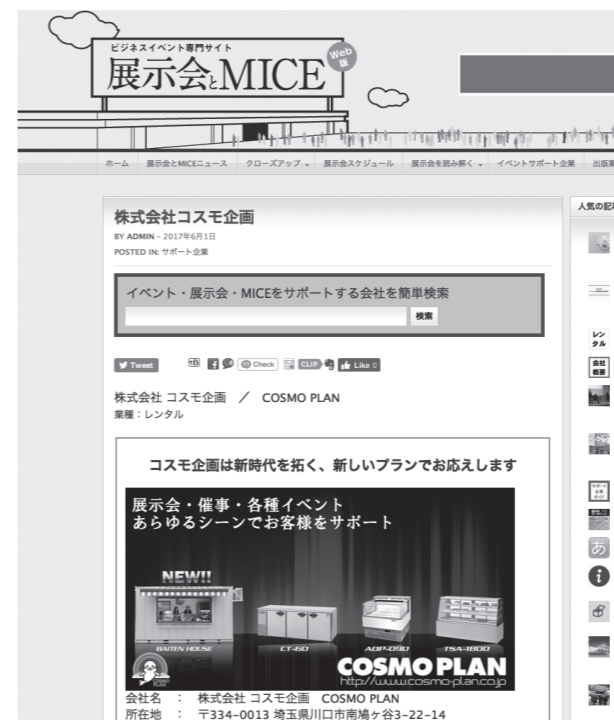 ビジネスイベント専門サイト
展示会とMICE
Web版
ホーム 展示会とMICEニュース クローズアップ 展示会スケジュール 展示会を読み解く イベントサポート企業 出版
株式会社コスモ企画
BY ADMIN – 2017年6月1日
POSTED IN: サポート企業
人気の記
イベント・展示会・MICEをサポートする会社を簡単検索
検索
レンタル
会社概要
Tweet Check CLIP Like 0
株式会社 コスモ企画 / COSMO PLAN
業種:レンタル
コスモ企画は新時代を拓く、新しいプランでお応えします
展示会・催事・各種イベント
あらゆるシーンでお客様をサポート
あ
NEW!!
BAITEN HOUSE CT-60 AOP-090 TSA-1800
COSMO PLAN
http://www.cosmo-plan.co.jp
会社名 : 株式会社 コスモ企画 COSMO PLAN
所在地 : 〒334-0013 埼玉県川口市南鳩ヶ谷3-22-14